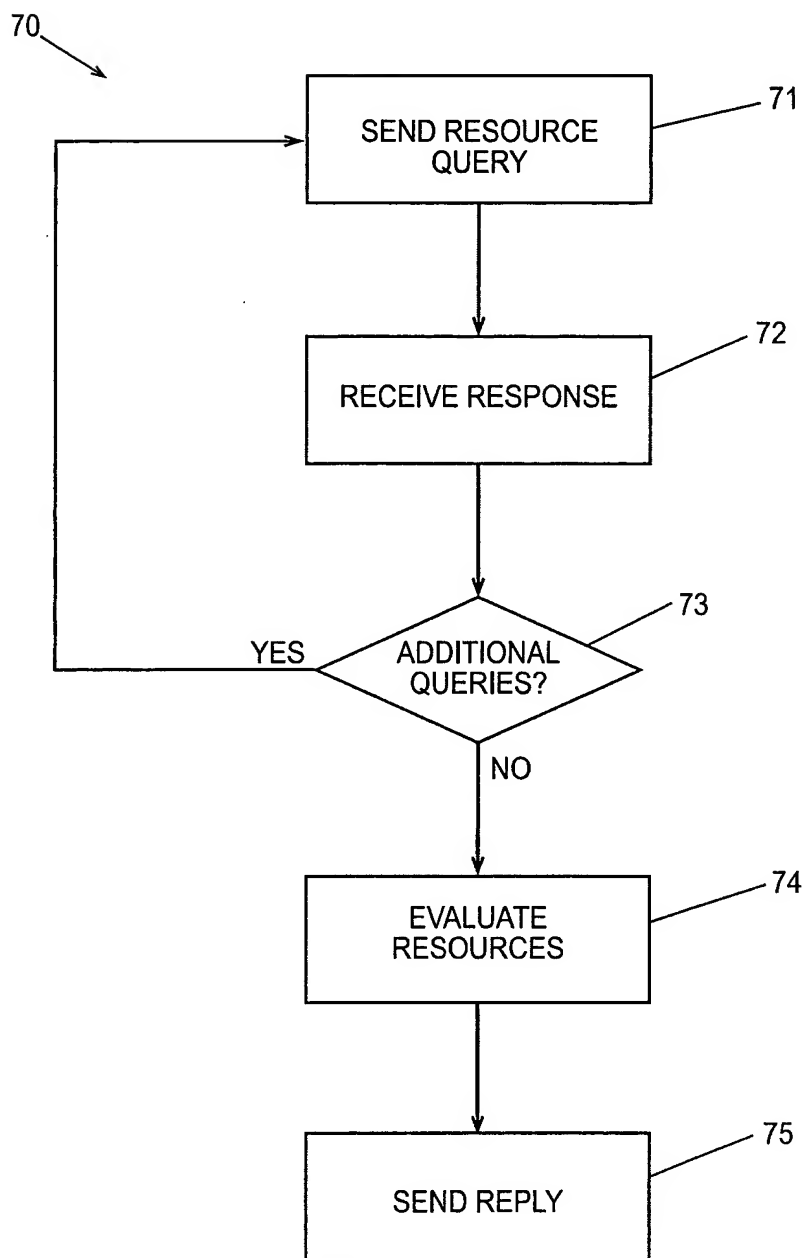 70
71
SEND RESOURCE
QUERY
72
RECEIVE RESPONSE
73
YES
ADDITIONAL
QUERIES?
NO
74
EVALUATE
RESOURCES
75
SEND REPLY